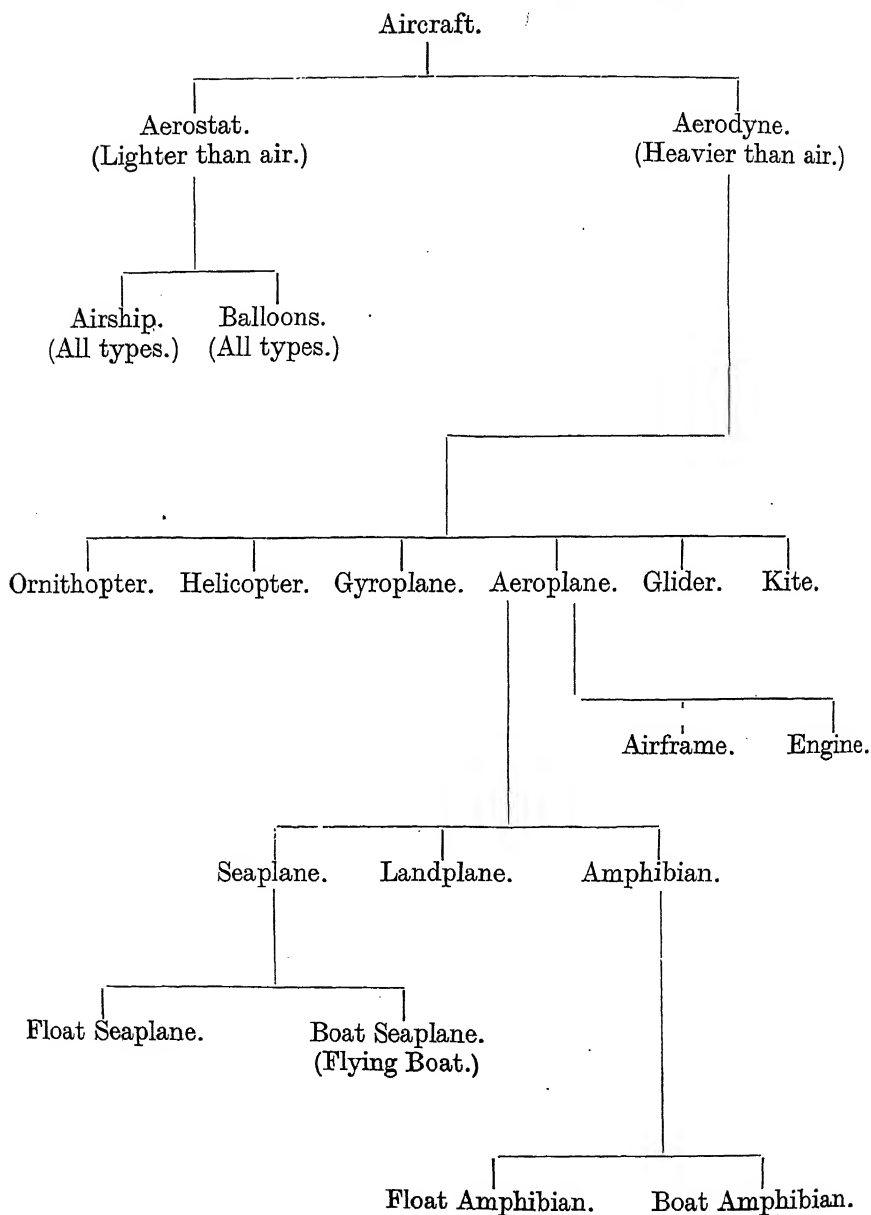 Aircraft.
Aerostat.
(Lighter than air.)
Aerodyne.
(Heavier than air.)
Airship.
(All types.)
Balloons.
(All types.)
Ornithopter. Helicopter. Gyroplane. Aeroplane. Glider. Kite.
Airframe. Engine.
Seaplane. Landplane. Amphibian.
Float Seaplane.
Boat Seaplane.
(Flying Boat.)
Float Amphibian. Boat Amphibian.